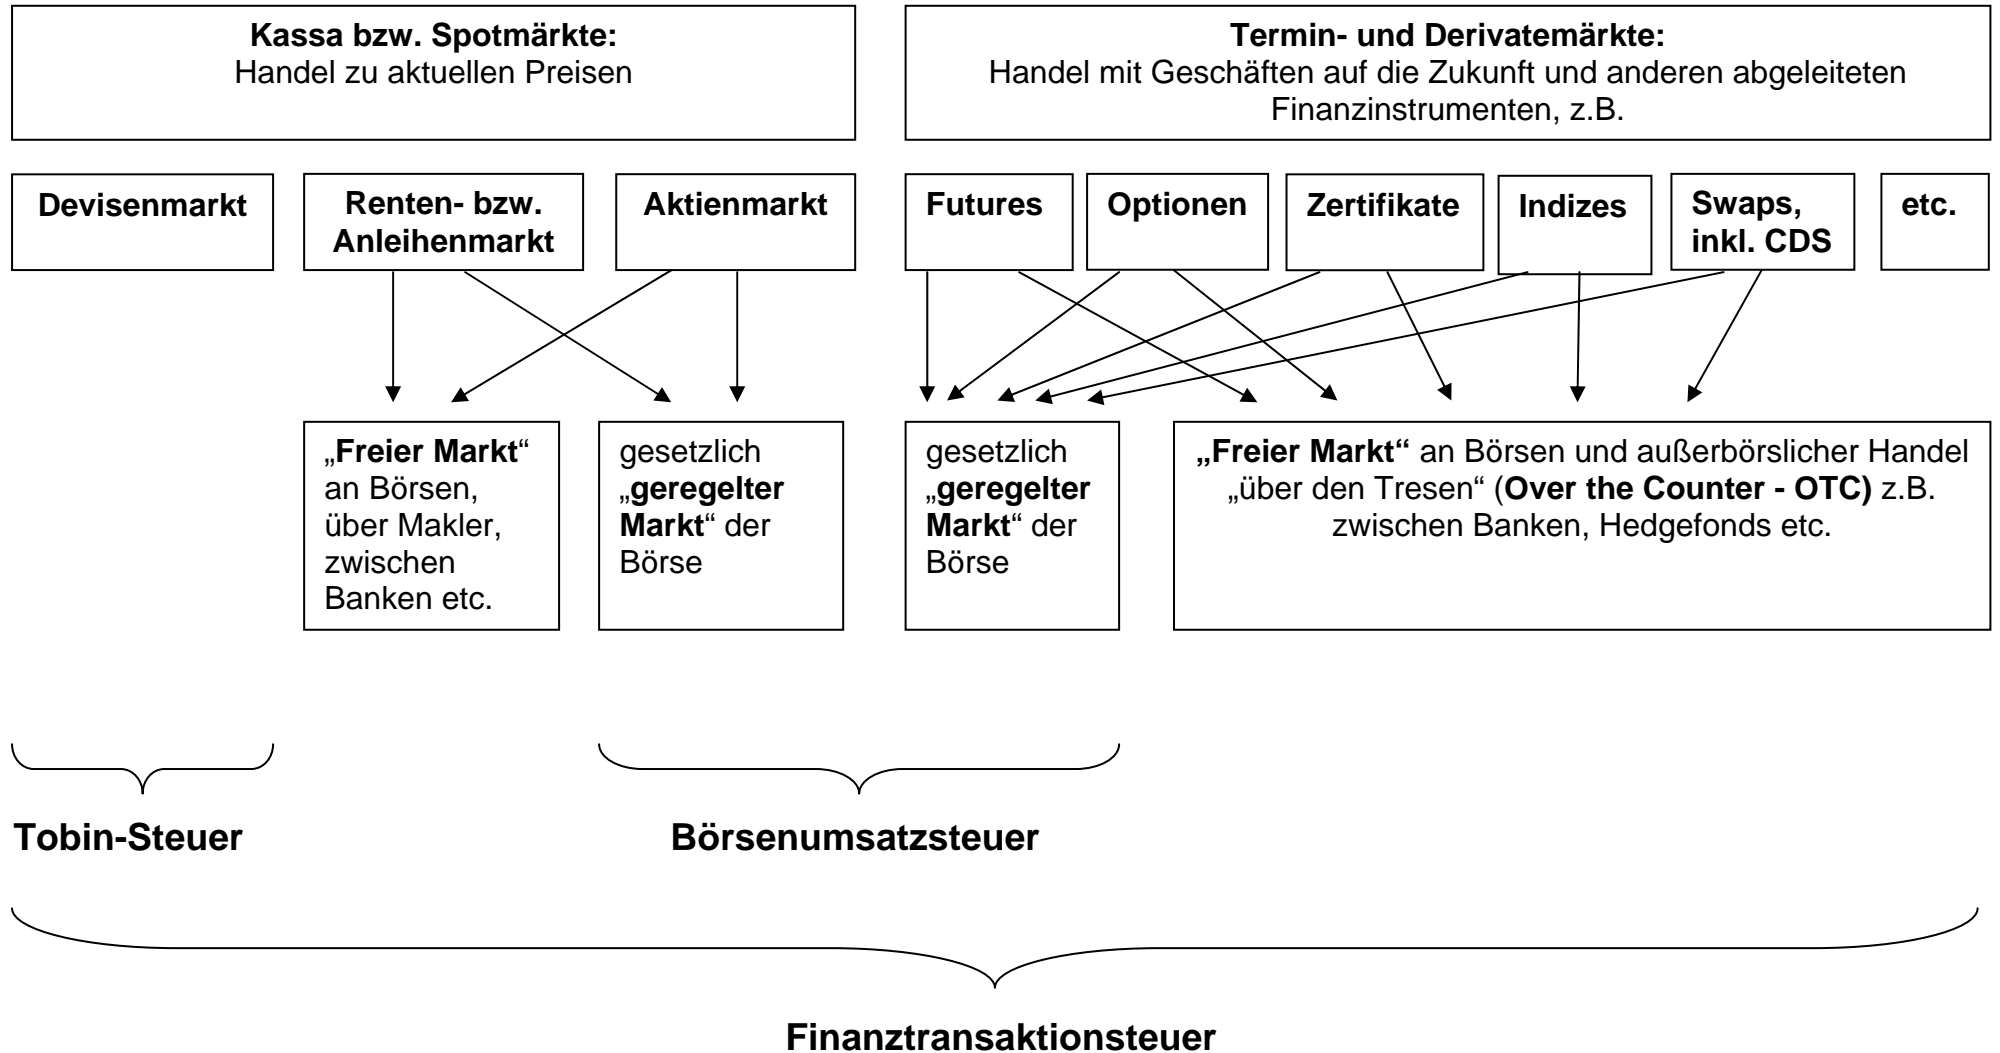 Kassa bzw. Spotmärkte:
Handel zu aktuellen Preisen
Termin- und Derivatemärkte:
Handel mit Geschäften auf die Zukunft und anderen abgeleiteten
Finanzinstrumenten, z.B.
Devisenmarkt
Renten- bzw.
Anleihenmarkt
Aktienmarkt
Futures
Optionen
Zertifikate
Indizes
Swaps,
inkl. CDS
etc.
„Freier Markt“
an Börsen,
über Makler,
zwischen
Banken etc.
gesetzlich
„geregelter
Markt“ der
Börse
gesetzlich
„geregelter
Markt“ der
Börse
„Freier Markt“ an Börsen und außerbörslicher Handel
„über den Tresen“ (Over the Counter - OTC) z.B.
zwischen Banken, Hedgefonds etc.
Tobin-Steuer
Börsenumsatzsteuer
Finanztransaktionsteuer